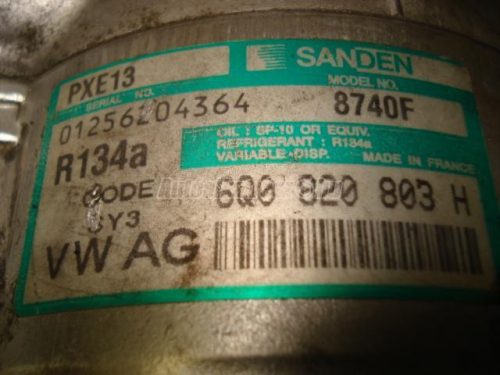 SANDEN
PXE13
SERIAL NO.
MODEL NO.
01256204364
8740F
R134a
OIL : SP-10 OR EQUIV.
REFRIGERANT : R134a
VARIABLE DISP.
MADE IN FRANCE
CODE
6Q0 820 803 H
Y3
VW AG